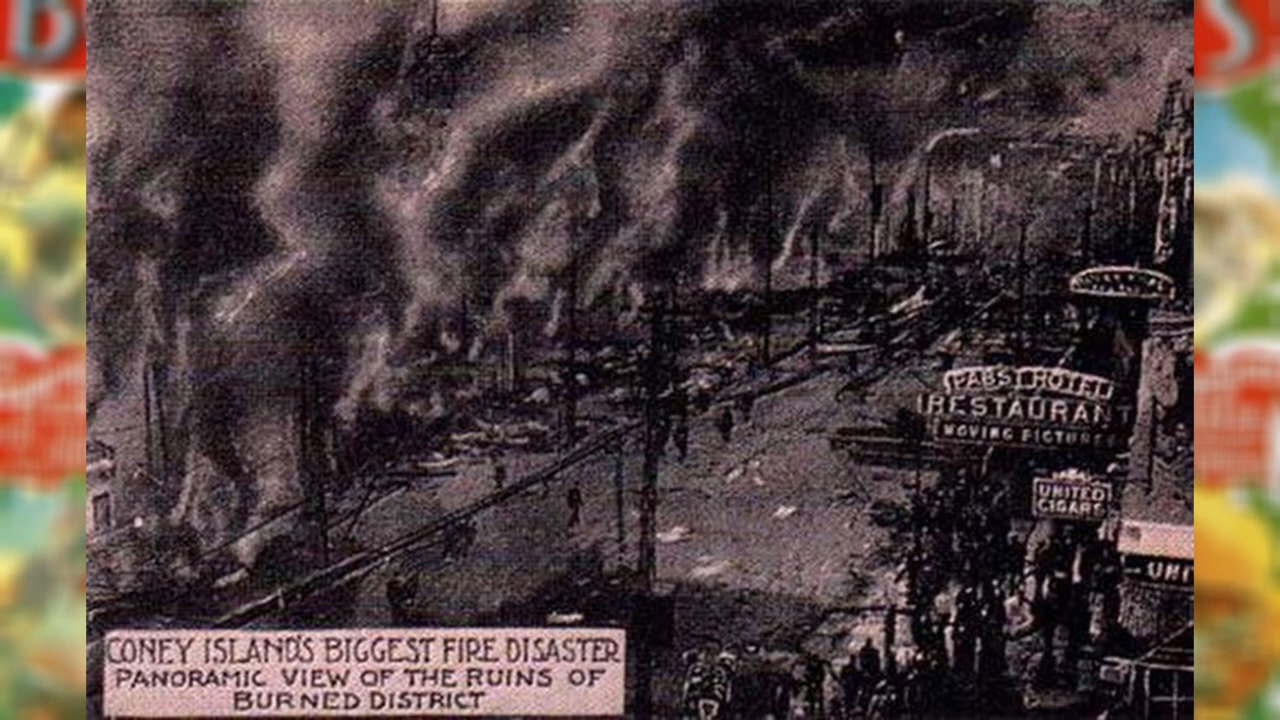 B
S
PABST HOTEL
RESTAURANT
MOVING PICTURES
UNITED
CIGARS
UNI
CONEY ISLAND'S BIGGEST FIRE DISASTER
PANORAMIC VIEW OF THE RUINS OF
BURNED DISTRICT